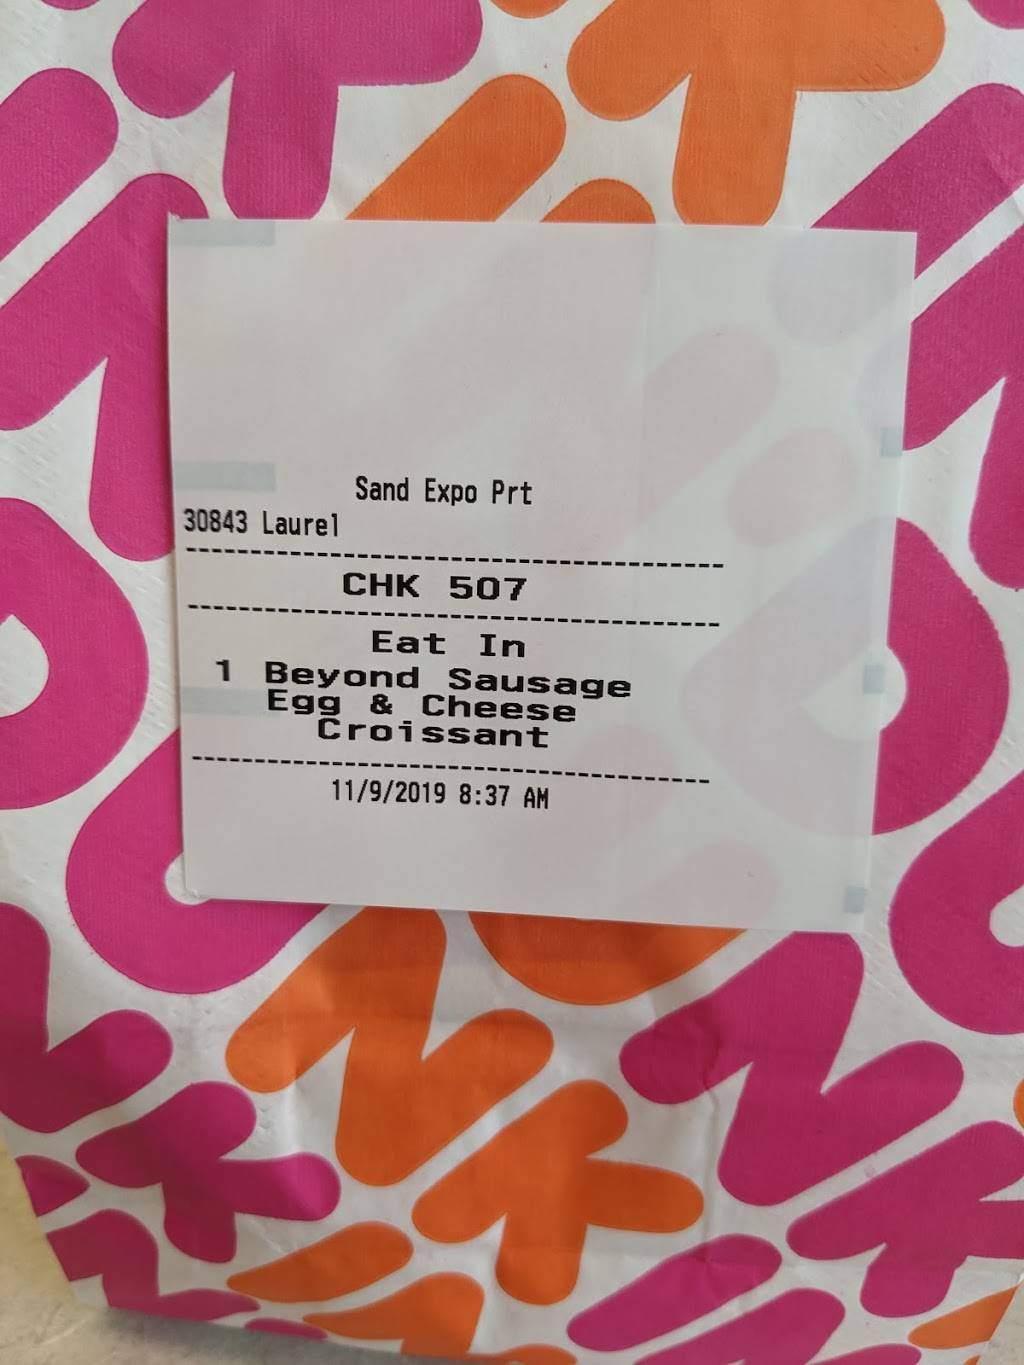 Sand Expo Prt
30843 Laurel
CHK 507
Eat In
1 Beyond Sausage
Egg & Cheese
Croissant
11/9/2019 8:37 AM